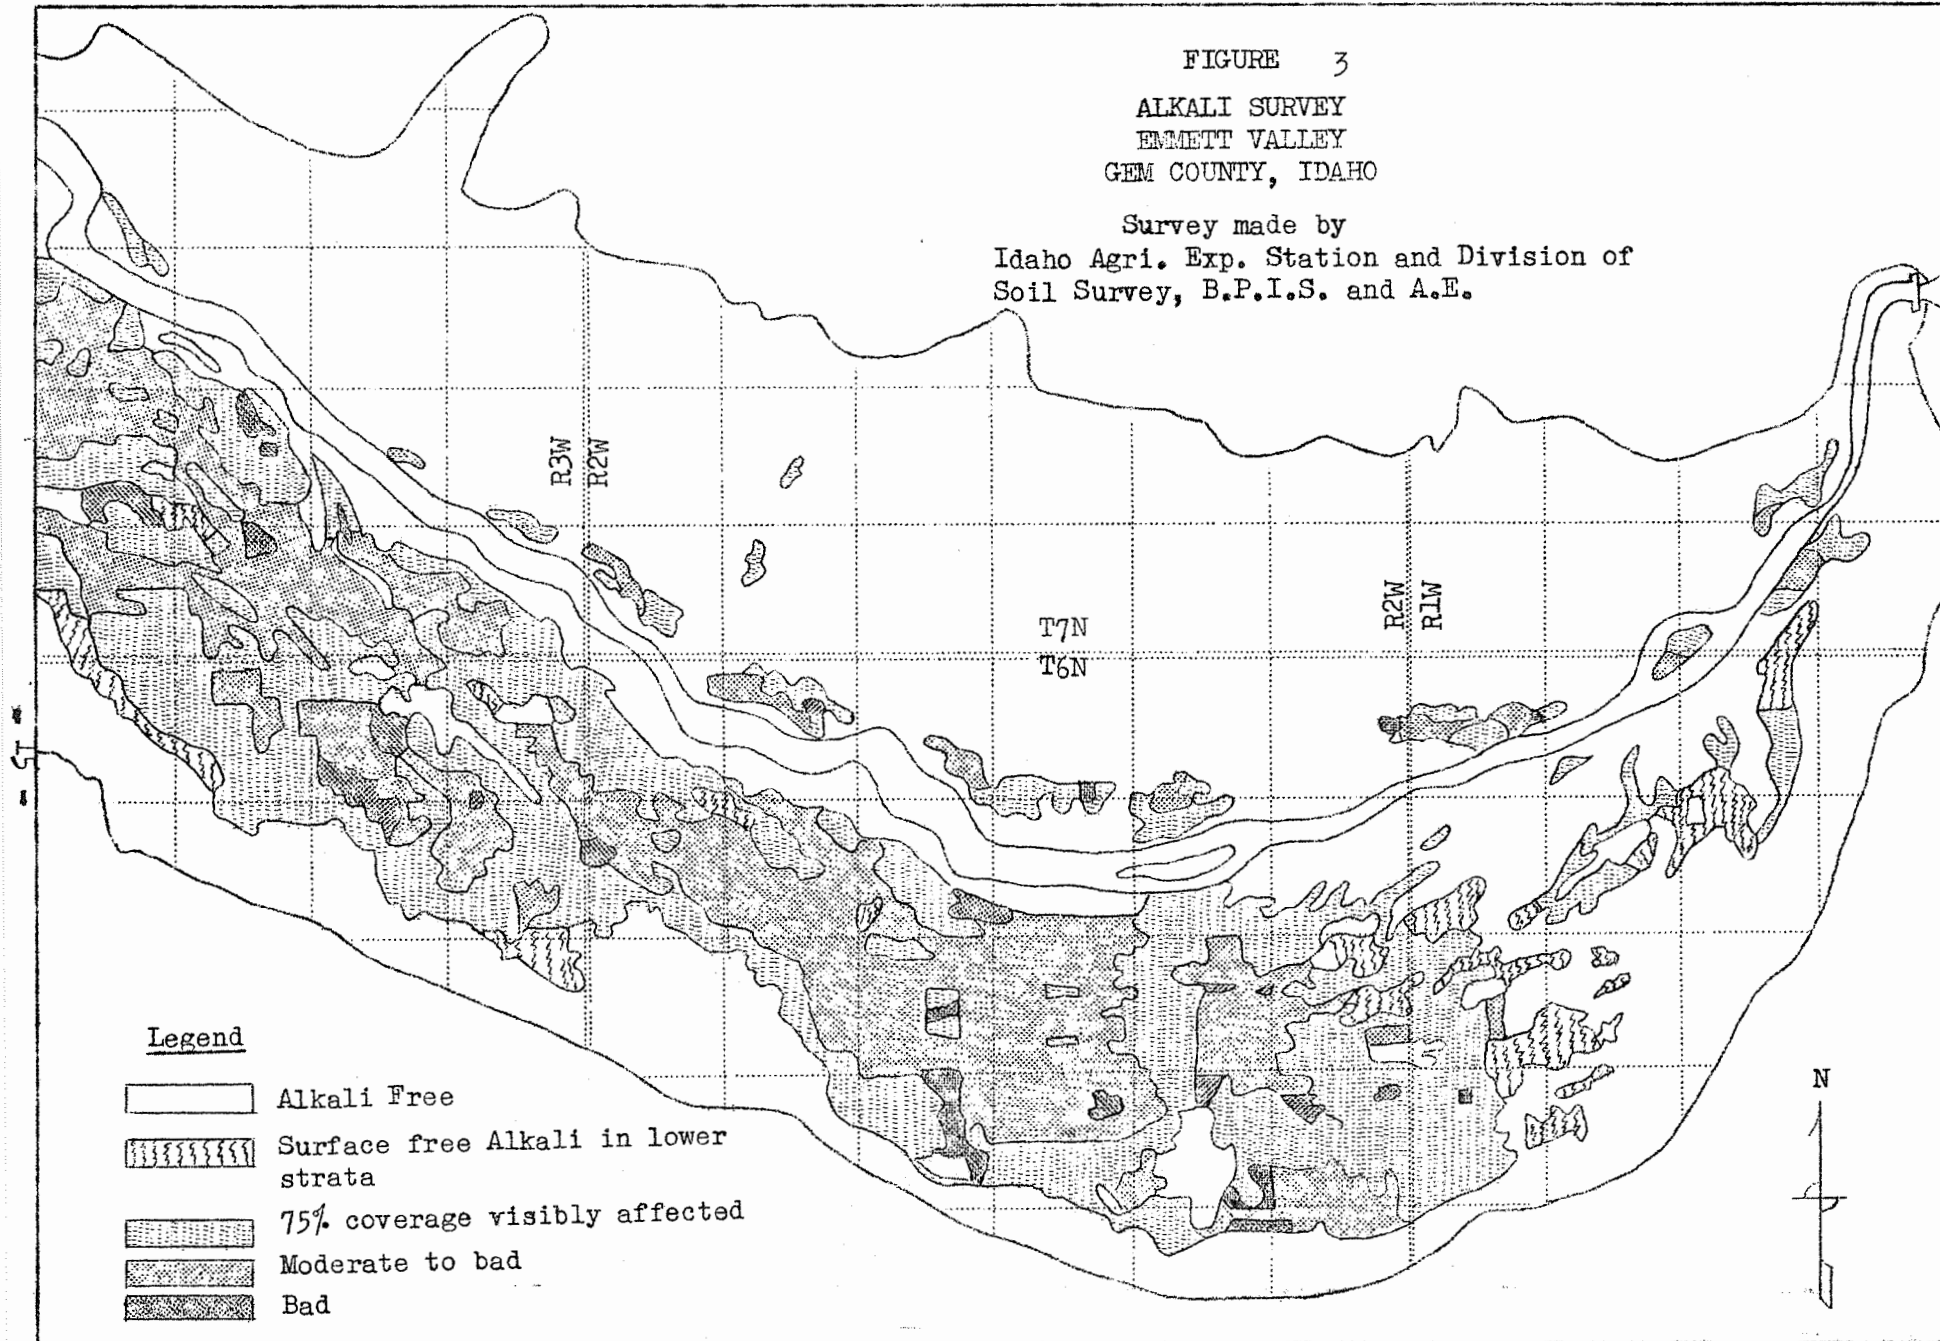 FIGURE 3
ALKALI SURVEY
EMMETT VALLEY
GEM COUNTY, IDAHO
Survey made by
Idaho Agri. Exp. Station and Division of
Soil Survey, B.P.I.S. and A.E.
R3W
R2W
R2W
R1W
T7N
T6N
Legend
Alkali Free
Surface free Alkali in lower
strata
75% coverage visibly affected
Moderate to bad
Bad
N